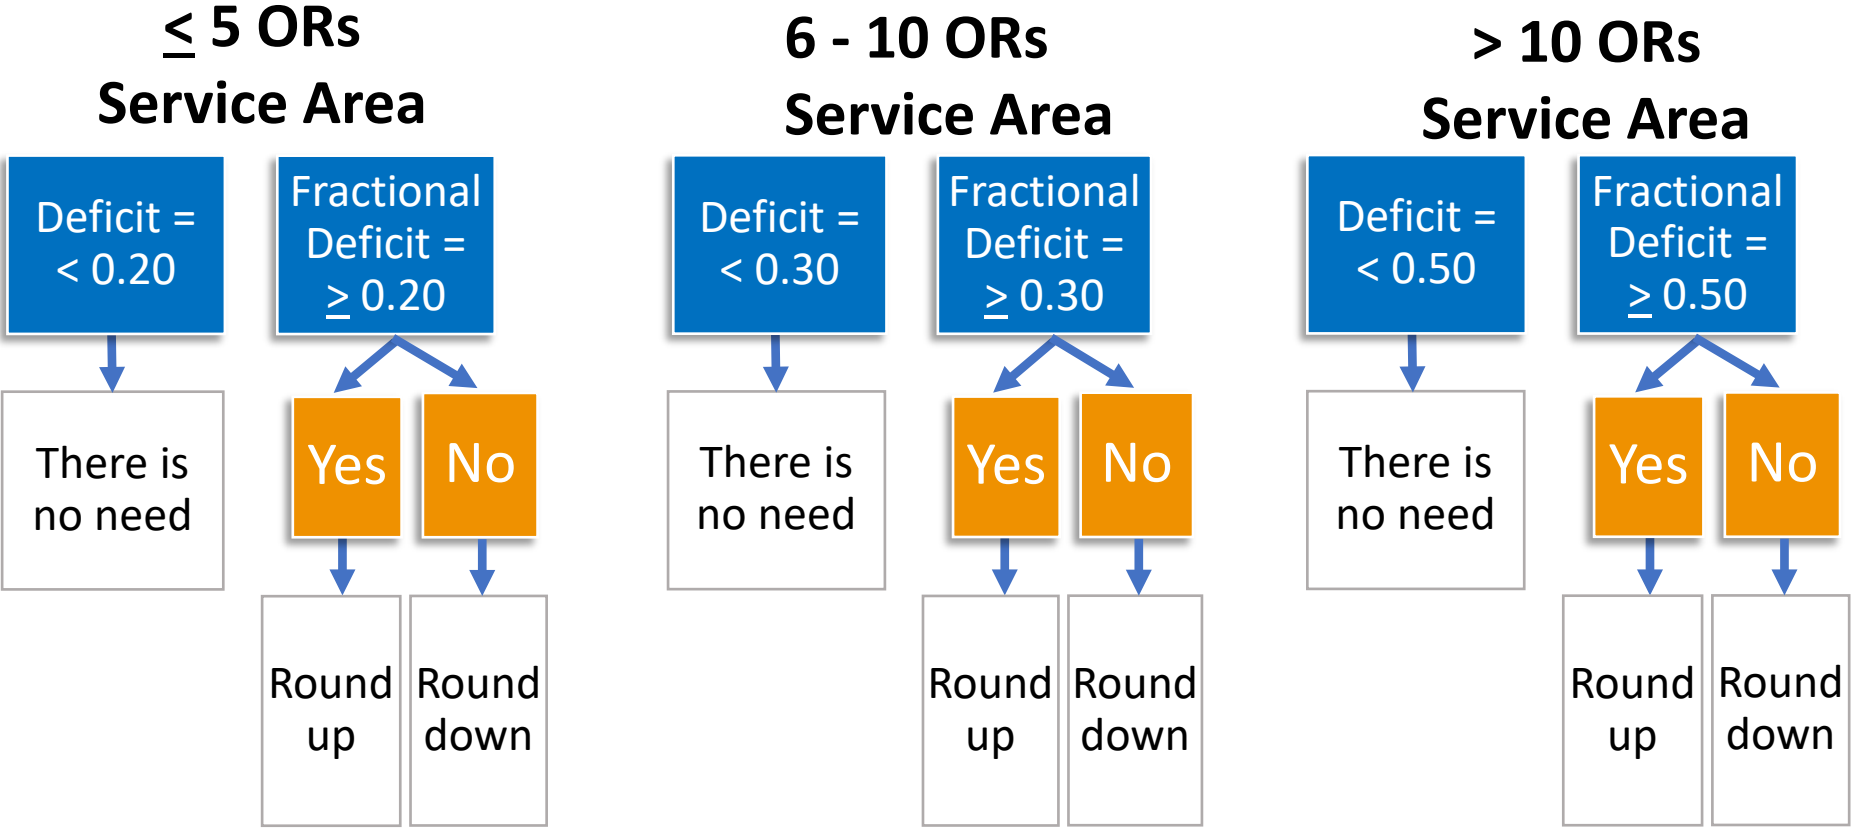 ≤ 5 ORs
Service Area
Deficit =
< 0.20
There is
no need
Fractional
Deficit =
≥ 0.20
Yes
No
Round
up
Round
down
6 - 10 ORs
Service Area
Deficit =
< 0.30
There is
no need
Fractional
Deficit =
≥ 0.30
Yes
No
Round
up
Round
down
> 10 ORs
Service Area
Deficit =
< 0.50
There is
no need
Fractional
Deficit =
≥ 0.50
Yes
No
Round
up
Round
down